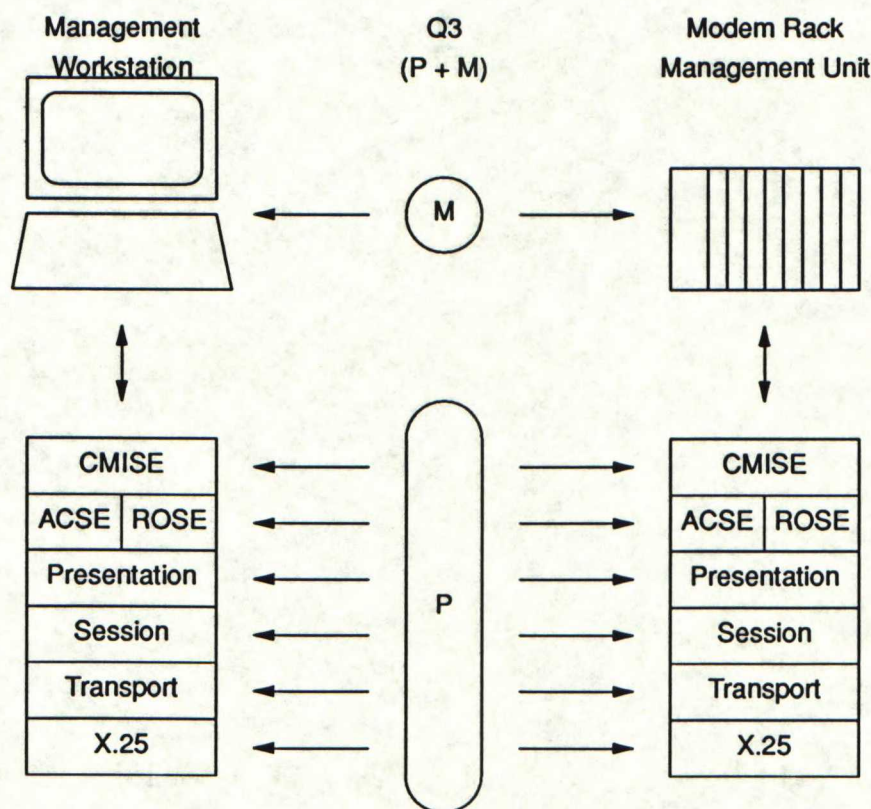 Management
Workstation
Q3
(P + M)
Modem Rack
Management Unit
M
CMISE
ACSE ROSE
Presentation
Session
Transport
X.25
P
CMISE
ACSE ROSE
Presentation
Session
Transport
X.25